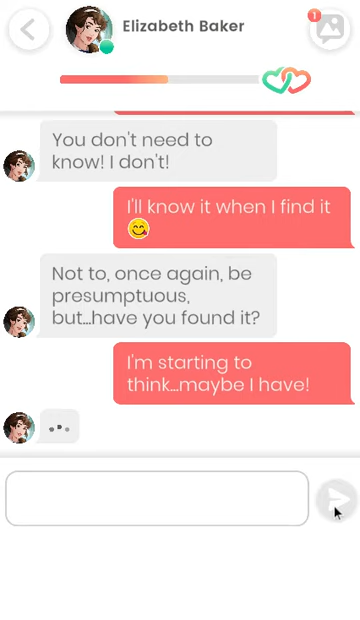 Elizabeth Baker
1
You don't need to
know! I don't!
I'll know it when I find it
😋
Not to, once again, be
presumptuous,
but...have you found it?
I'm starting to
think...maybe I have!